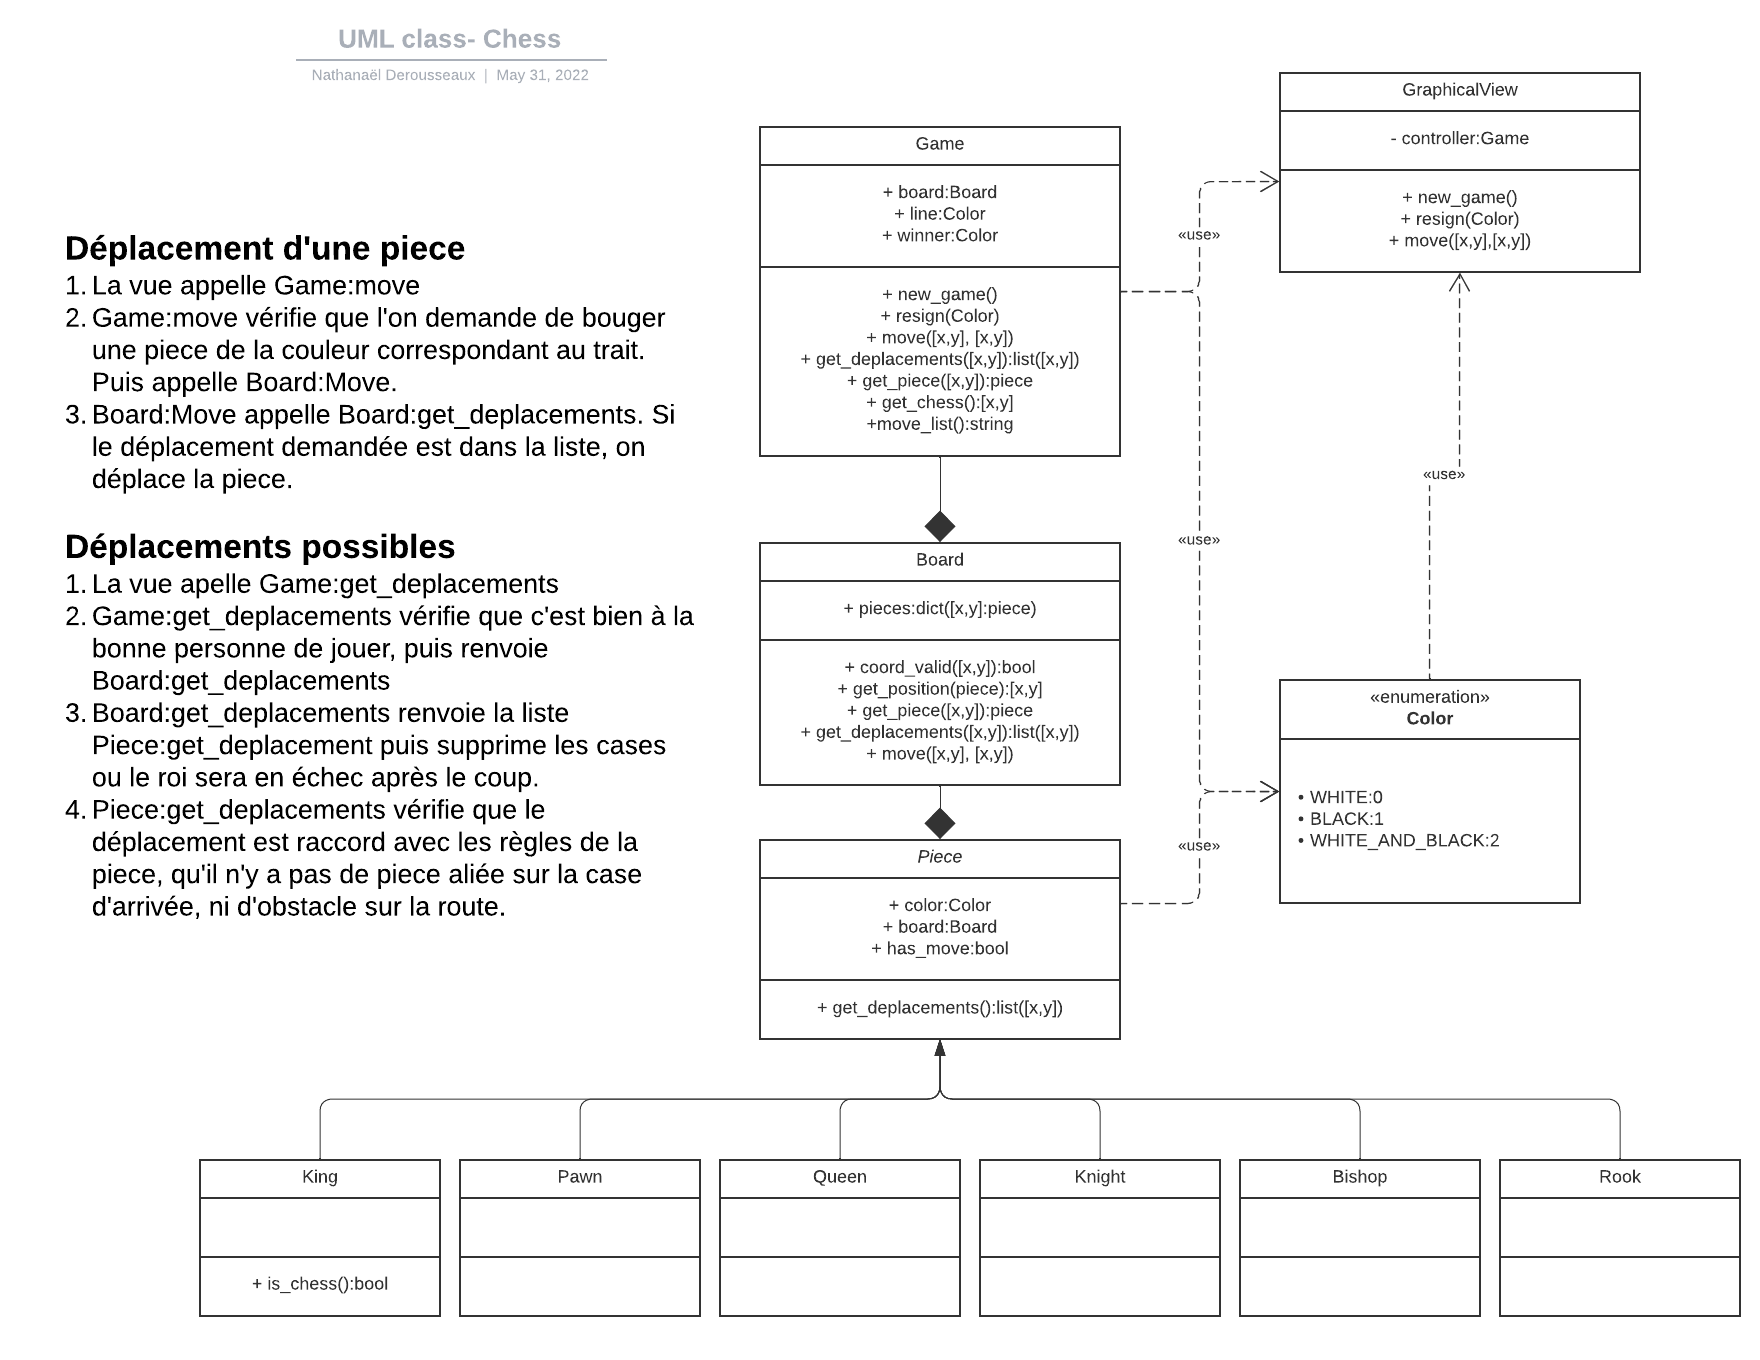 UML class- Chess
Nathanaël Derousseaux | May 31, 2022
Déplacement d'une piece
1. La vue appelle Game:move
2. Game:move vérifie que l'on demande de bouger
une piece de la couleur correspondant au trait.
Puis appelle Board:Move.
3. Board:Move appelle Board:get_deplacements. Si
le déplacement demandée est dans la liste, on
déplace la piece.
Déplacements possibles
1. La vue apelle Game:get_deplacements
2. Game:get_deplacements vérifie que c'est bien à la
bonne personne de jouer, puis renvoie
Board:get_deplacements
3. Board:get_deplacements renvoie la liste
Piece:get_deplacement puis supprime les cases
ou le roi sera en échec après le coup.
4. Piece:get_deplacements vérifie que le
déplacement est raccord avec les règles de la
piece, qu'il n'y a pas de piece aliée sur la case
d'arrivée, ni d'obstacle sur la route.
Game
+ board:Board
+ line:Color
+ winner:Color
+ new_game()
+ resign(Color)
+ move([x,y], [x,y])
+ get_deplacements([x,y]):list([x,y])
+ get_piece([x,y]):piece
+ get_chess():[x,y]
+move_list():string
Board
+ pieces:dict([x,y]:piece)
+ coord_valid([x,y]):bool
+ get_position(piece):[x,y]
+ get_piece([x,y]):piece
+ get_deplacements([x,y]):list([x,y])
+ move([x,y], [x,y])
Piece
+ color:Color
+ board:Board
+ has_move:bool
+ get_deplacements():list([x,y])
«use»
«use»
«use»
GraphicalView
- controller:Game
+ new_game()
+ resign(Color)
+ move([x,y],[x,y])
«use»
«enumeration»
Color
• WHITE:0
• BLACK:1
• WHITE_AND_BLACK:2
King
+ is_chess():bool
Pawn
Queen
Knight
Bishop
Rook